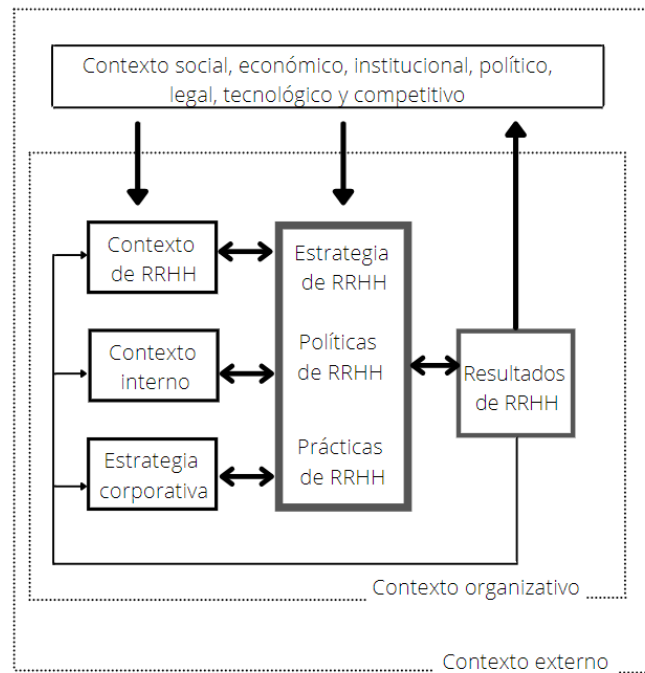 Contexto social, económico, institucional, político,
legal, tecnológico y competitivo
Contexto
de RRHH
Estrategia
de RRHH
Contexto
interno
Políticas
de RRHH
Resultados
de RRHH
Estrategia
corporativa
Prácticas
de RRHH
Contexto organizativo
Contexto externo